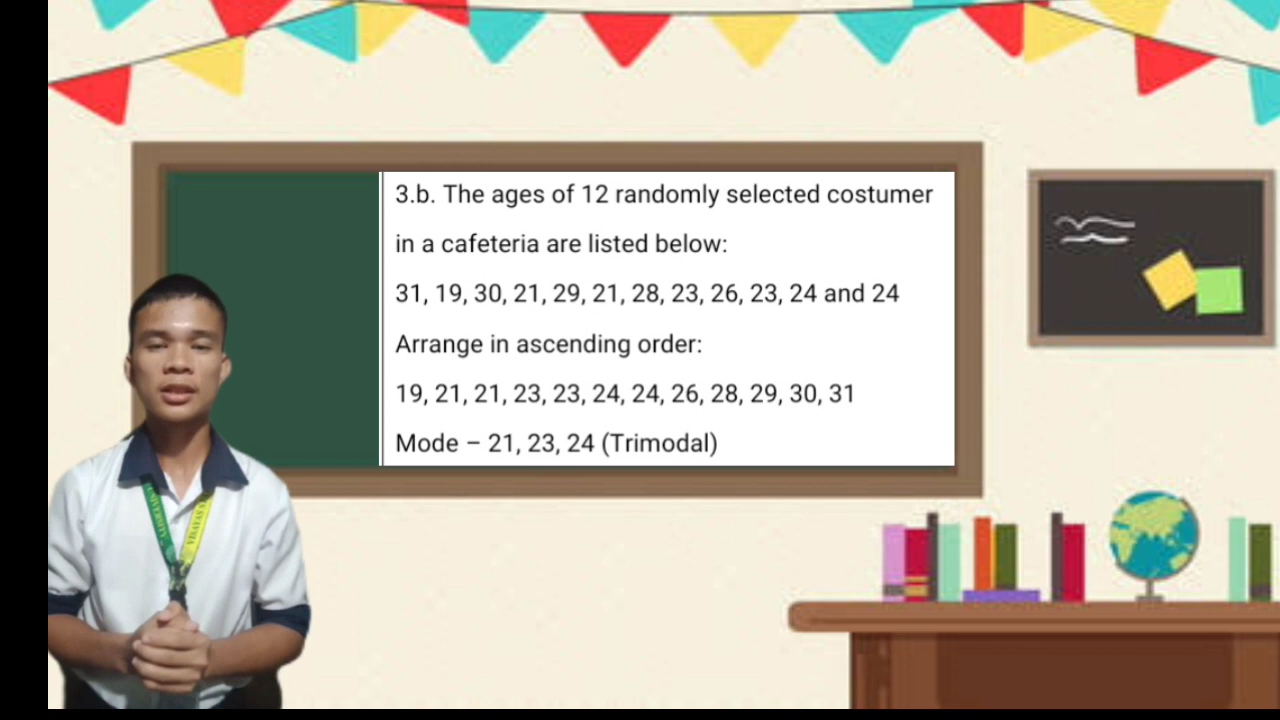 3.b. The ages of 12 randomly selected costumer
in a cafeteria are listed below:
31, 19, 30, 21, 29, 21, 28, 23, 26, 23, 24 and 24
Arrange in ascending order:
19, 21, 21, 23, 23, 24, 24, 26, 28, 29, 30, 31
Mode – 21, 23, 24 (Trimodal)
UNIVERSITY
VISAYAS